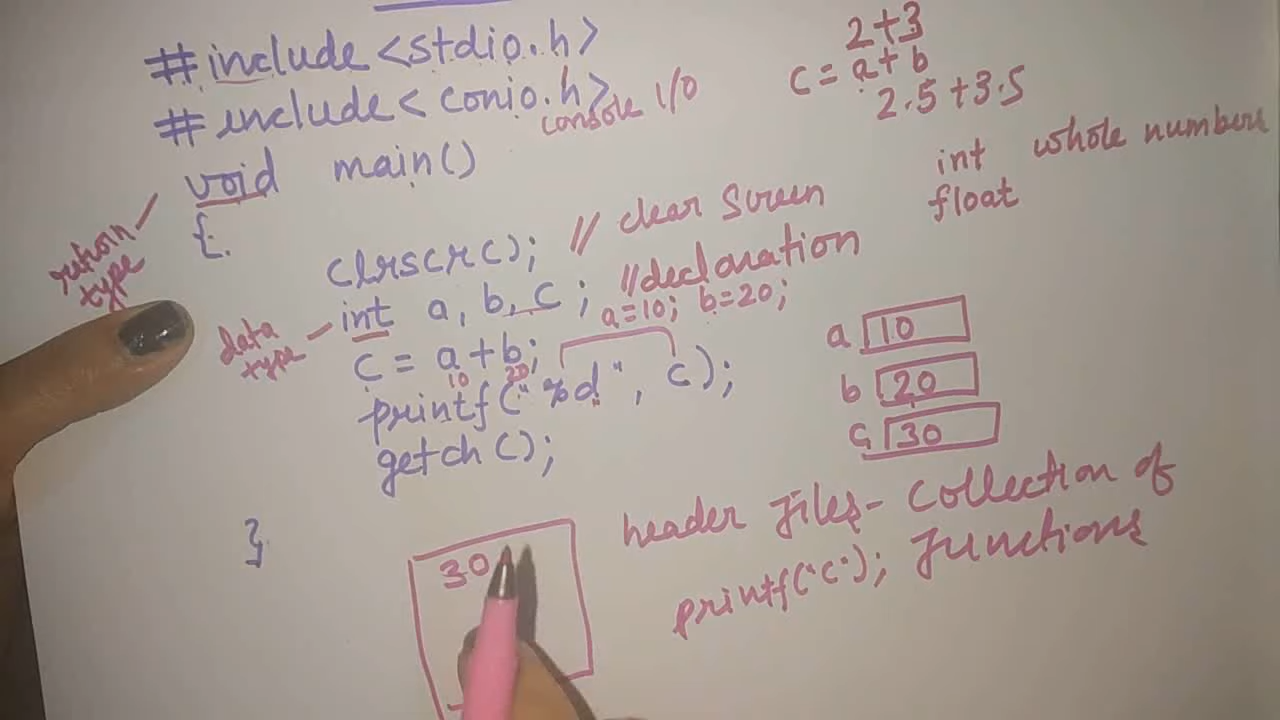 #include <stdio.h>
#include < conio.h>
console I/O
void main()
return type
{
clrscr(); // clear screen
int a, b, c ; //declaration
a=10; b=20;
data type
c = a+b;
10 20
printf("%d", c);
getch();
}
2+3
c = a+b
2.5+3.5
int whole numbers
float
a 10
b 20
c 30
header files- collection of
functions
printf("c");
30